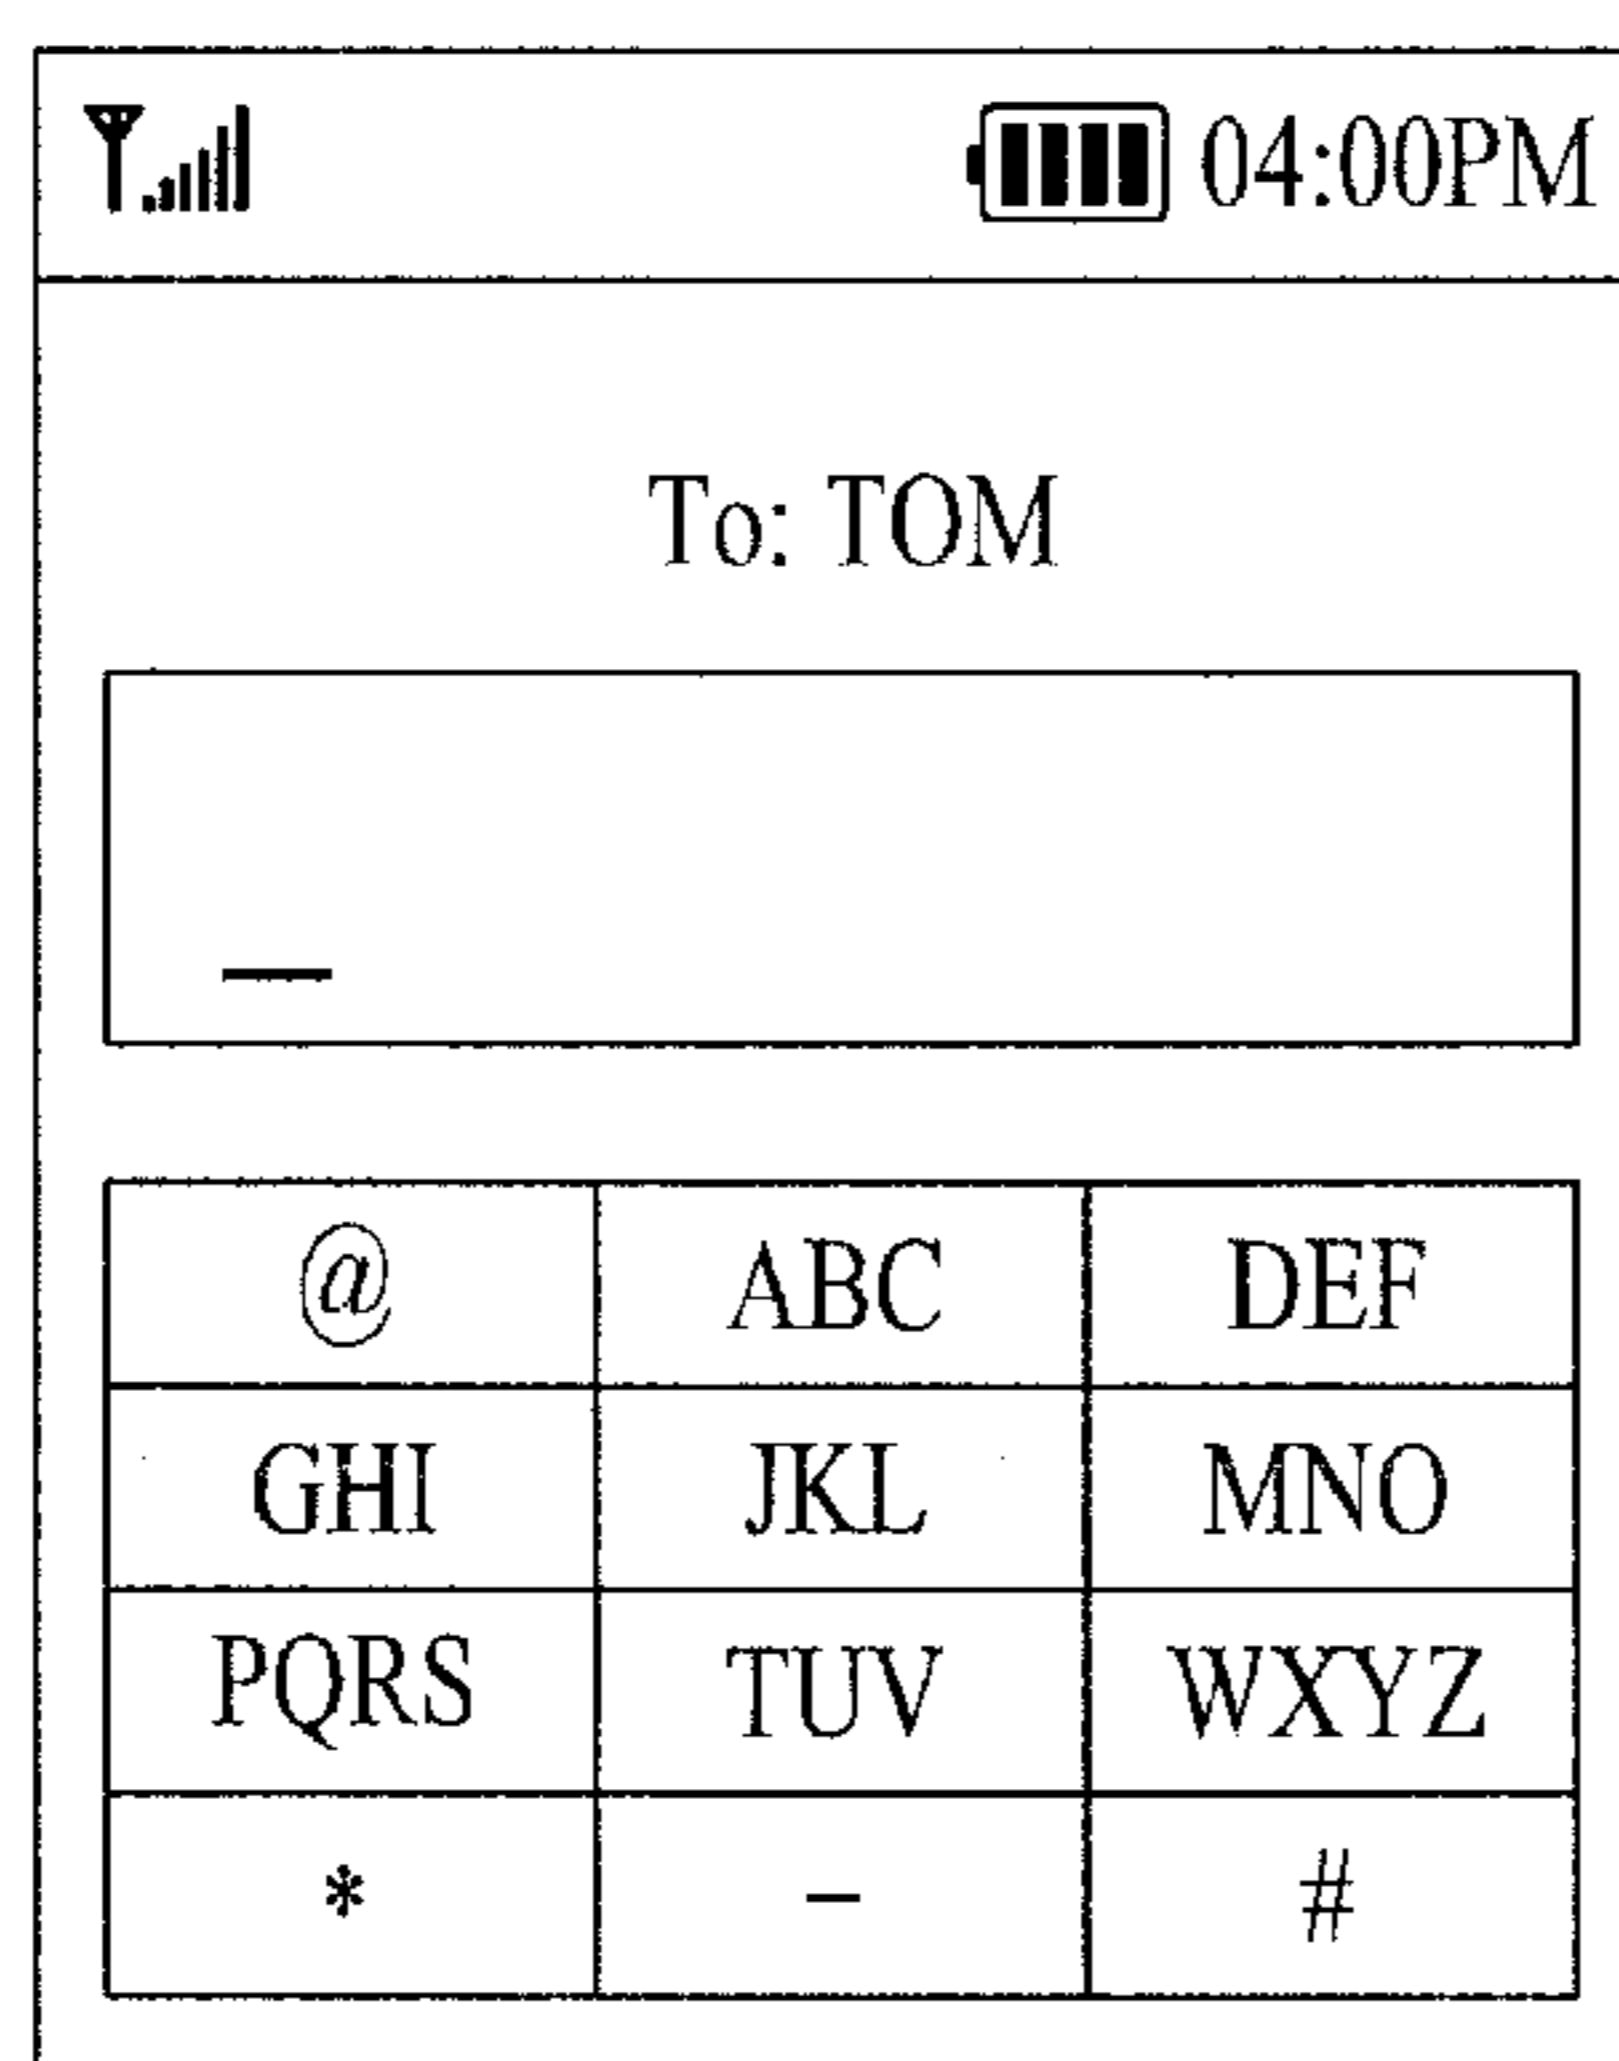 04:00PM
To: TOM
@ ABC DEF
GHI JKL MNO
PQRS TUV WXYZ
* – #